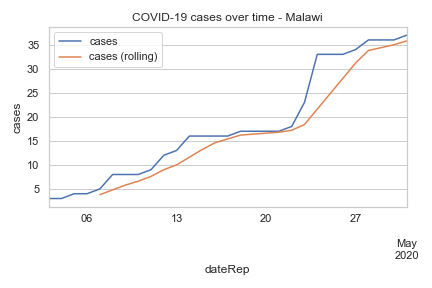 COVID-19 cases over time - Malawi
cases
cases (rolling)
cases
35
30
25
20
15
10
5
06
13
20
27
May
2020
dateRep